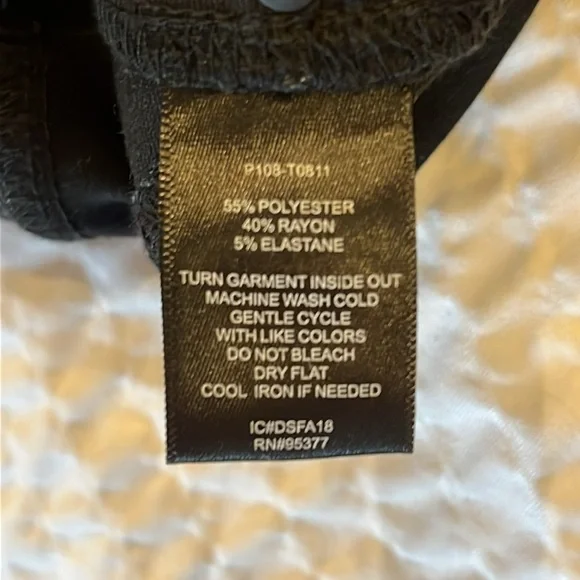 P108-T0811
55% POLYESTER
40% RAYON
5% ELASTANE
TURN GARMENT INSIDE OUT
MACHINE WASH COLD
GENTLE CYCLE
WITH LIKE COLORS
DO NOT BLEACH
DRY FLAT
COOL IRON IF NEEDED
IC#DSFA18
RN#95377